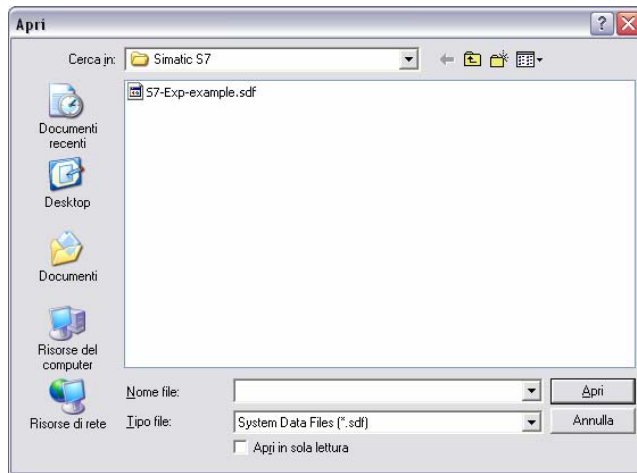 Apri
Cerca in: Simatic S7
S7-Exp-example.sdf
Documenti
recenti
Desktop
Documenti
Risorse del
computer
Risorse di rete
Nome file:
Apri
Tipo file: System Data Files (*.sdf)
Annulla
Apri in sola lettura